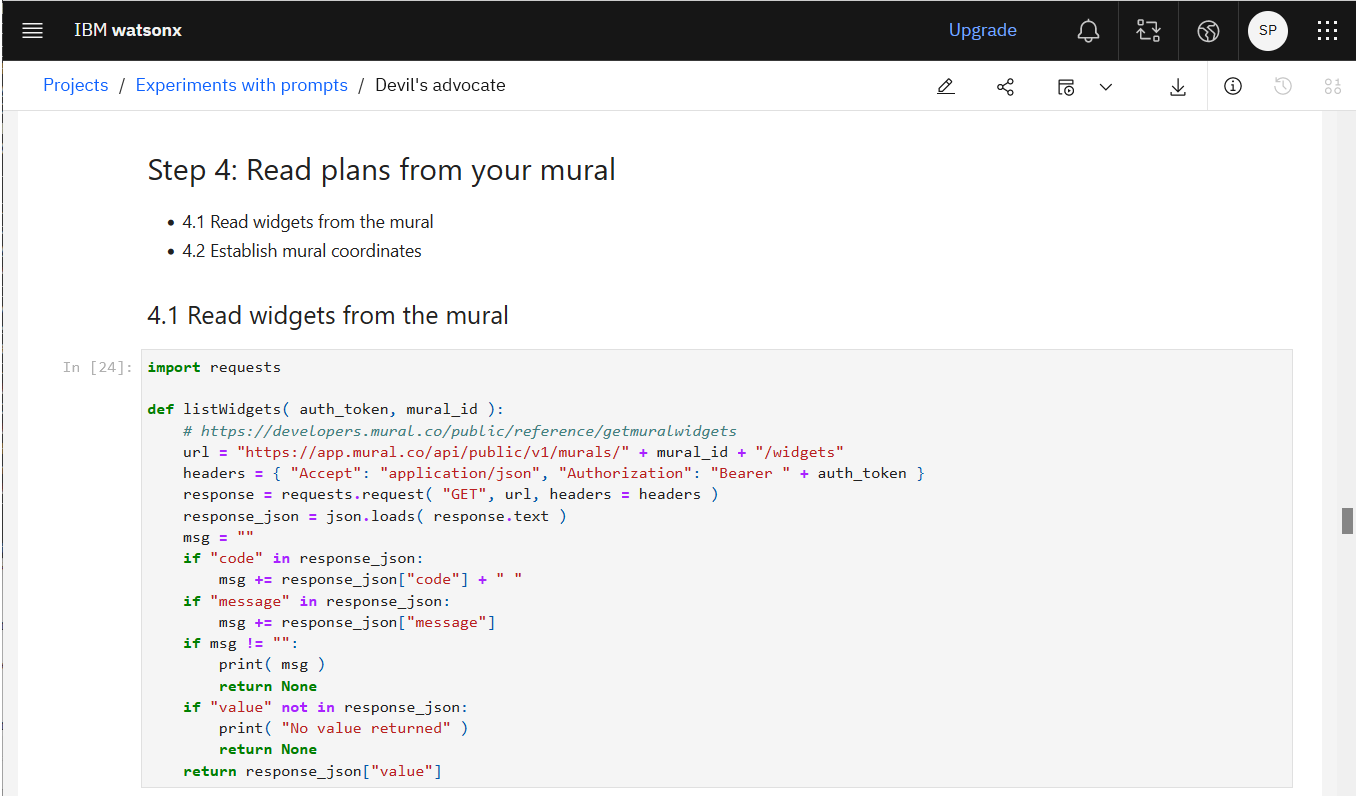 IBM watsonx
Upgrade
SP
Projects / Experiments with prompts / Devil's advocate
Step 4: Read plans from your mural
• 4.1 Read widgets from the mural
• 4.2 Establish mural coordinates
4.1 Read widgets from the mural
In [24]:
import requests
def listWidgets( auth_token, mural_id ):
    # https://developers.mural.co/public/reference/getmuralwidgets
    url = "https://app.mural.co/api/public/v1/murals/" + mural_id + "/widgets"
    headers = { "Accept": "application/json", "Authorization": "Bearer " + auth_token }
    response = requests.request( "GET", url, headers = headers )
    response_json = json.loads( response.text )
    msg = ""
    if "code" in response_json:
        msg += response_json["code"] + " "
    if "message" in response_json:
        msg += response_json["message"]
    if msg != "":
        print( msg )
        return None
    if "value" not in response_json:
        print( "No value returned" )
        return None
    return response_json["value"]